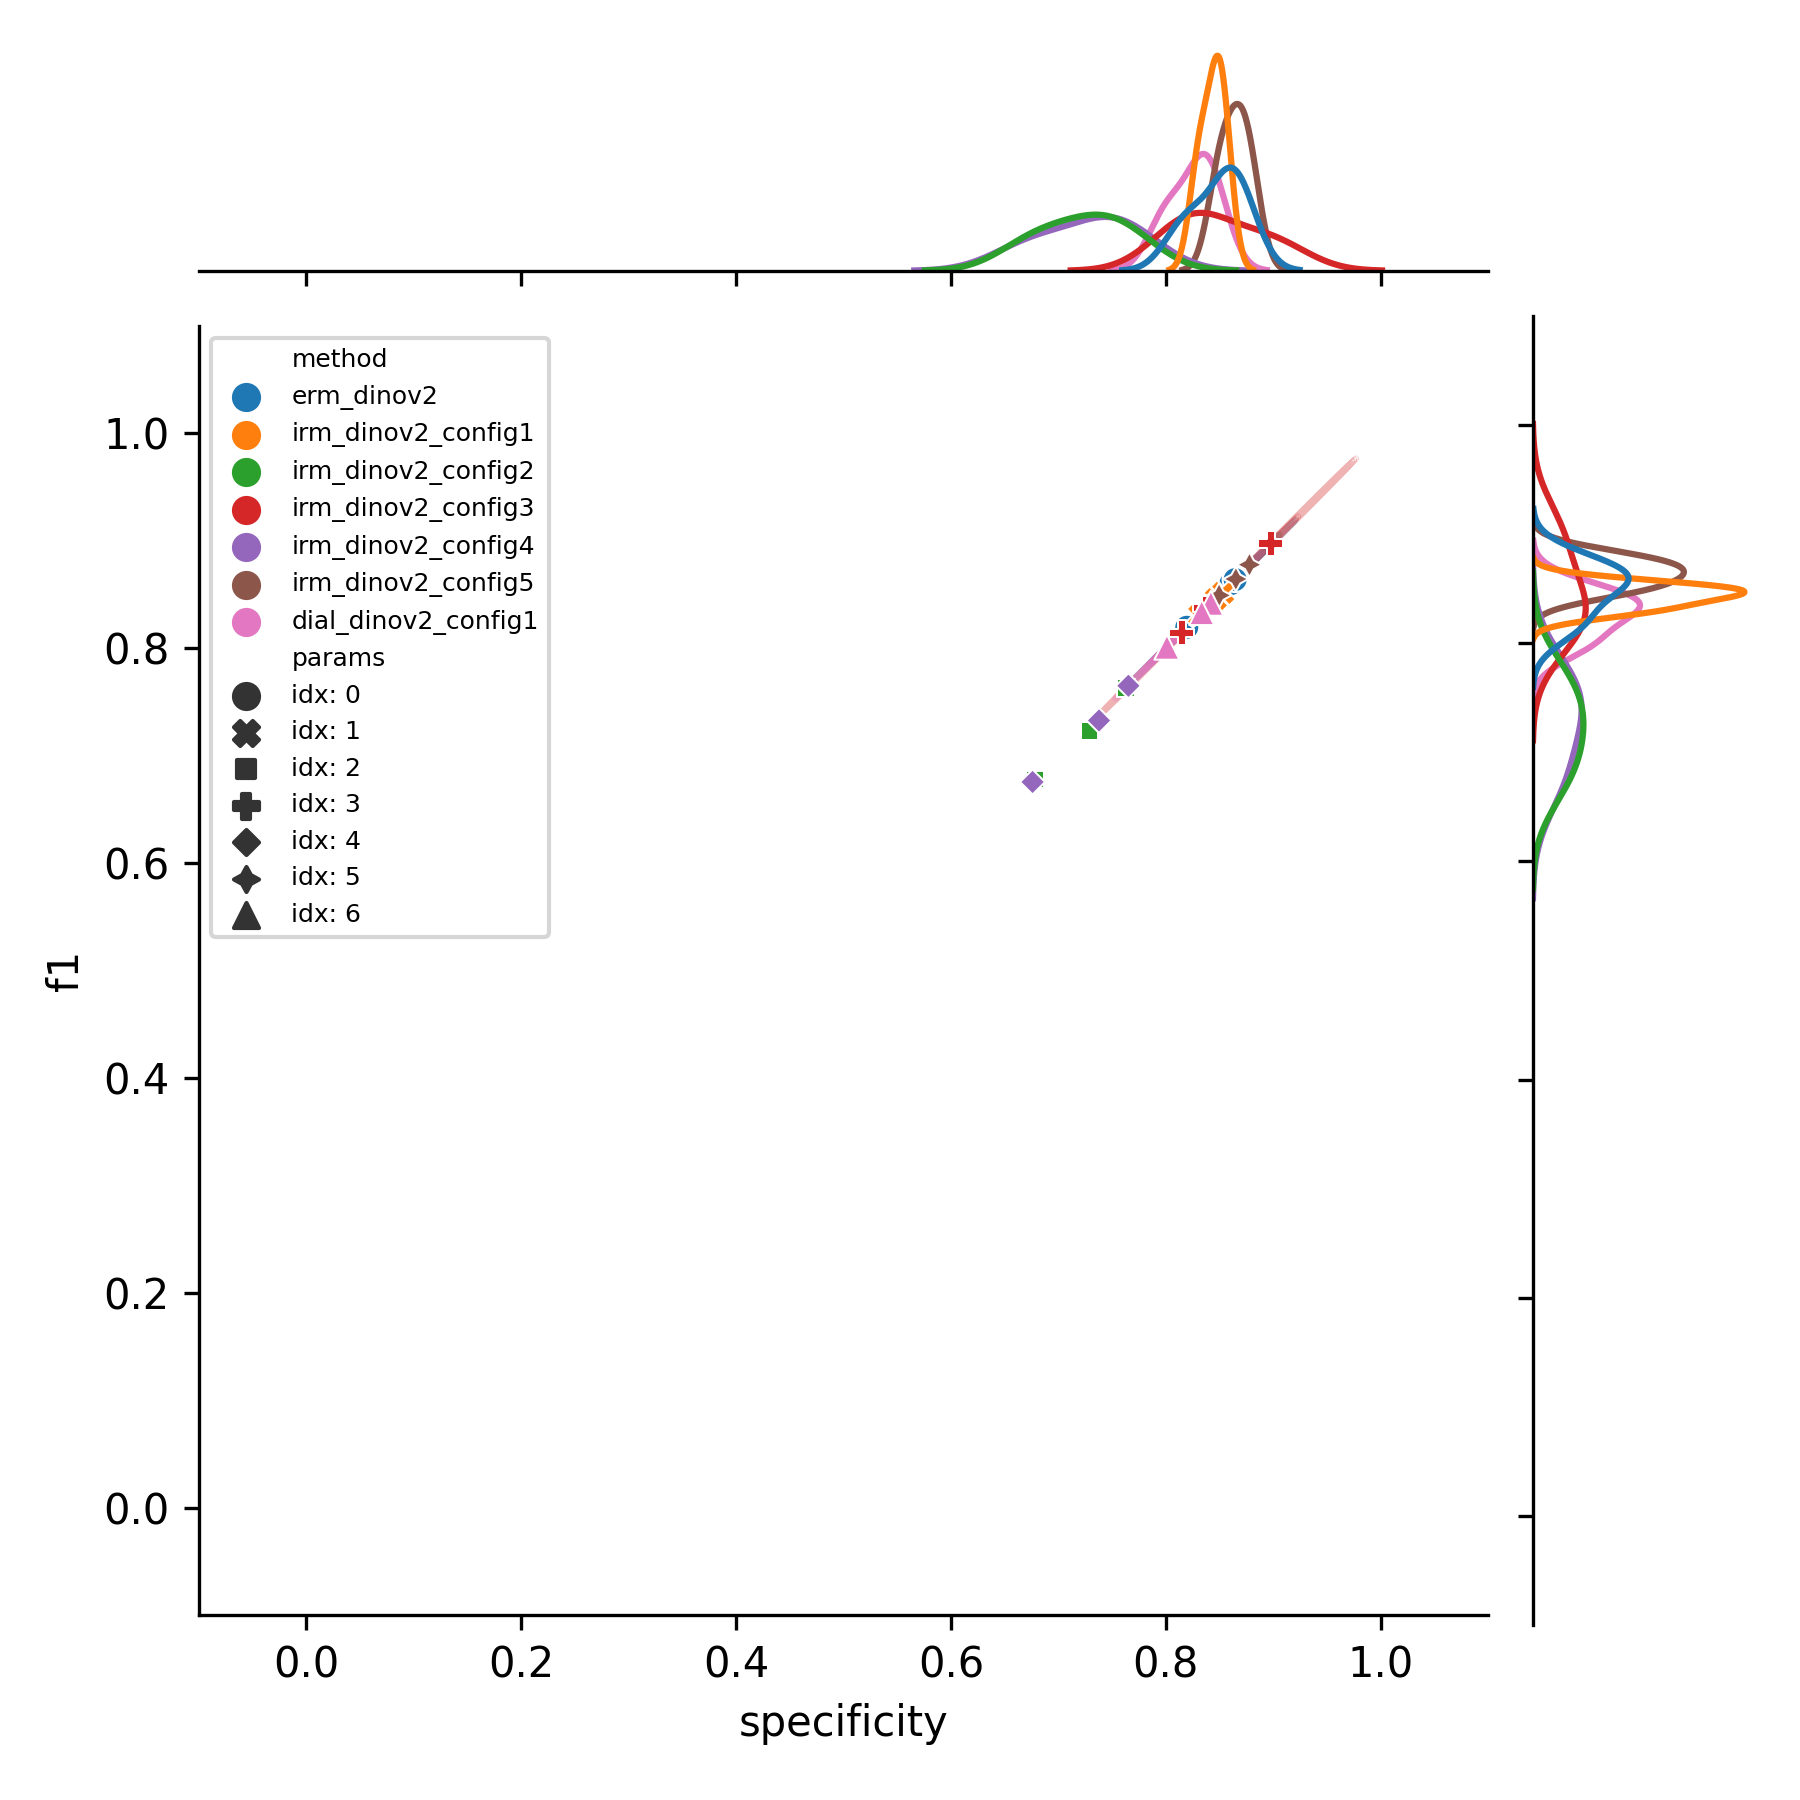 method
erm_dinov2
irm_dinov2_config1
irm_dinov2_config2
irm_dinov2_config3
irm_dinov2_config4
irm_dinov2_config5
dial_dinov2_config1
params
idx: 0
idx: 1
idx: 2
idx: 3
idx: 4
idx: 5
idx: 6
1.0
0.8
0.6
0.4
0.2
0.0
f1
0.0 0.2 0.4 0.6 0.8 1.0
specificity